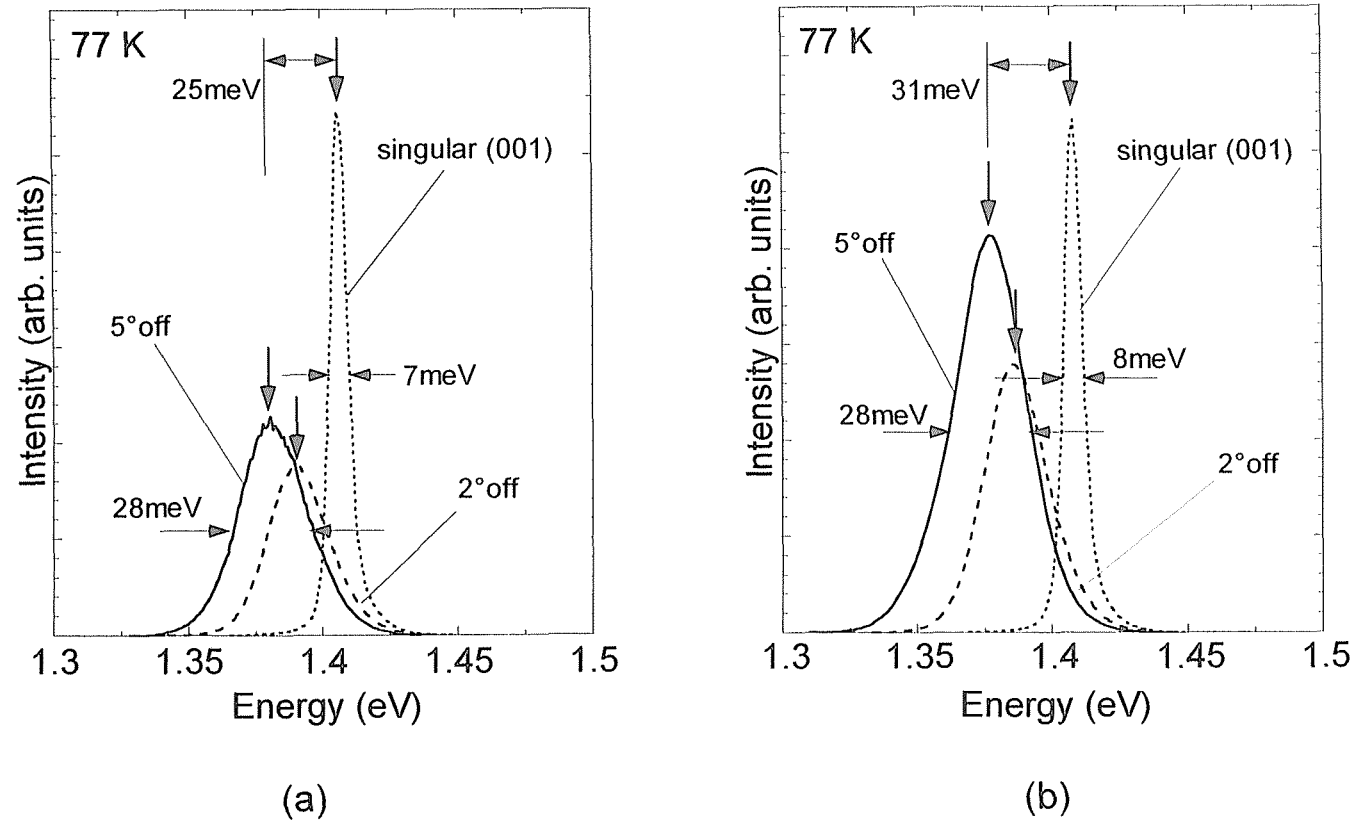 77 K
25meV
singular (001)
5°off
7meV
28meV
2°off
Intensity (arb. units)
1.3 1.35 1.4 1.45 1.5
Energy (eV)
(a)
77 K
31meV
singular (001)
5°off
8meV
28meV
2°off
Intensity (arb. units)
1.3 1.35 1.4 1.45 1.5
Energy (eV)
(b)